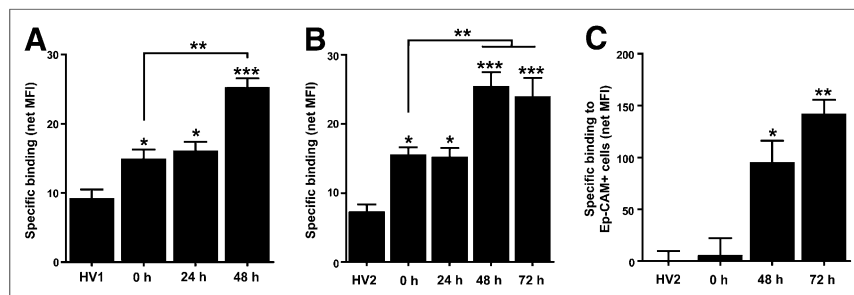 A
Specific binding (net MFI)
30
20
10
0
**
*
*
***
HV1 0 h 24 h 48 h
B
Specific binding (net MFI)
30
20
10
0
**
*
*
***
***
HV2 0 h 24 h 48 h 72 h
C
Specific binding to
Ep-CAM+ cells (net MFI)
200
150
100
50
0
*
**
HV2 0 h 48 h 72 h